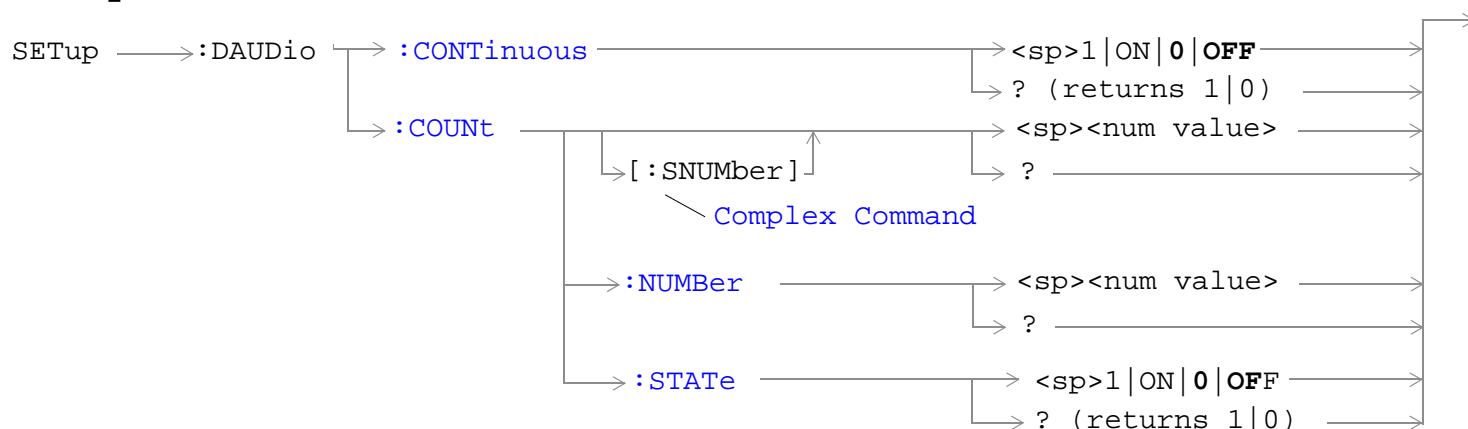 SETup :DAUDio :CONTinuous <sp>1|ON|0|OFF
? (returns 1|0)
:COUNt <sp><num value>
[:SNUMber] ?
Complex Command
:NUMBer <sp><num value>
?
:STATe <sp>1|ON|0|OFF
? (returns 1|0)